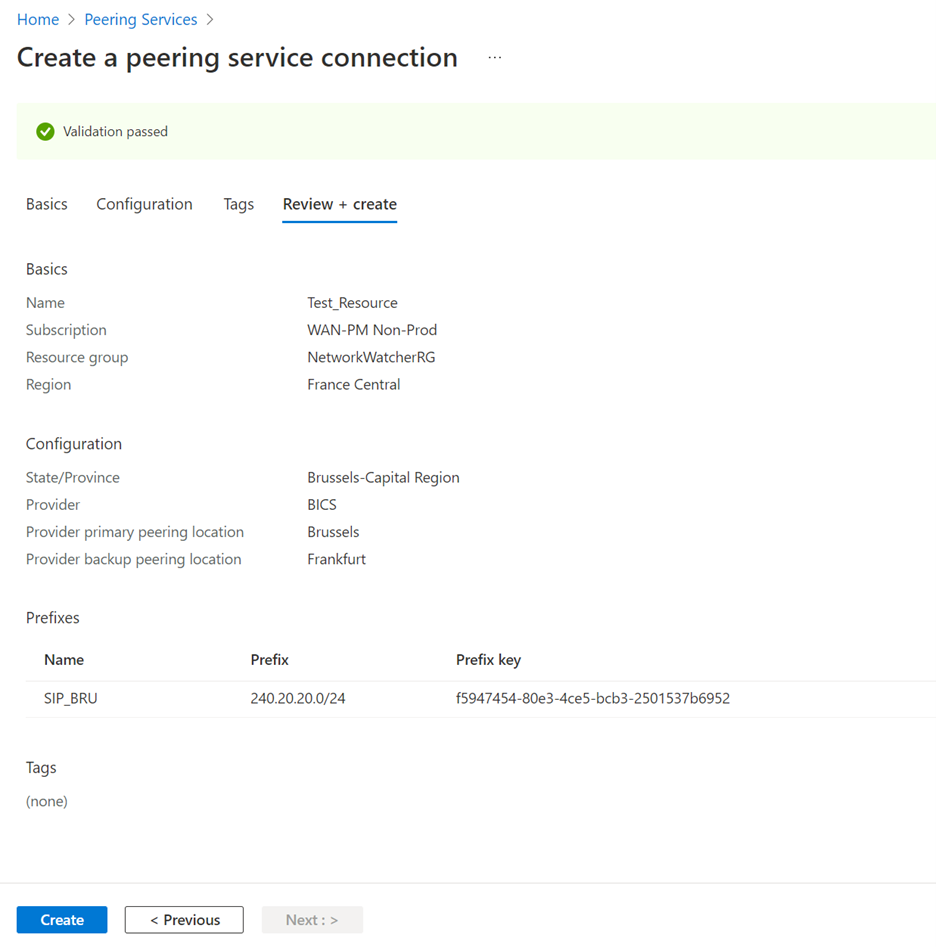 Home > Peering Services >
Create a peering service connection ...
Validation passed
Basics Configuration Tags Review + create
Basics
Name Test_Resource
Subscription WAN-PM Non-Prod
Resource group NetworkWatcherRG
Region France Central
Configuration
State/Province Brussels-Capital Region
Provider BICS
Provider primary peering location Brussels
Provider backup peering location Frankfurt
Prefixes
Name Prefix Prefix key
SIP_BRU 240.20.20.0/24 f5947454-80e3-4ce5-bcb3-2501537b6952
Tags
(none)
Create < Previous Next : >